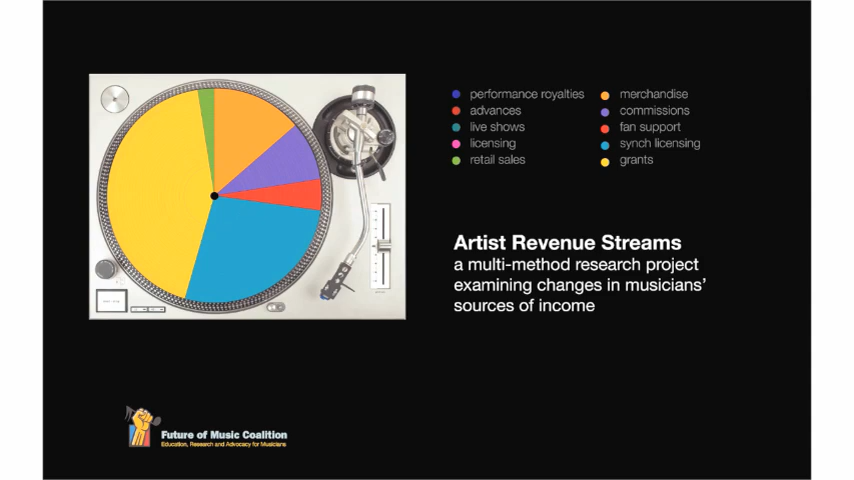 performance royalties
advances
live shows
licensing
retail sales
merchandise
commissions
fan support
synch licensing
grants
Artist Revenue Streams
a multi-method research project
examining changes in musicians’
sources of income
Future of Music Coalition
Education, Research and Advocacy for Musicians